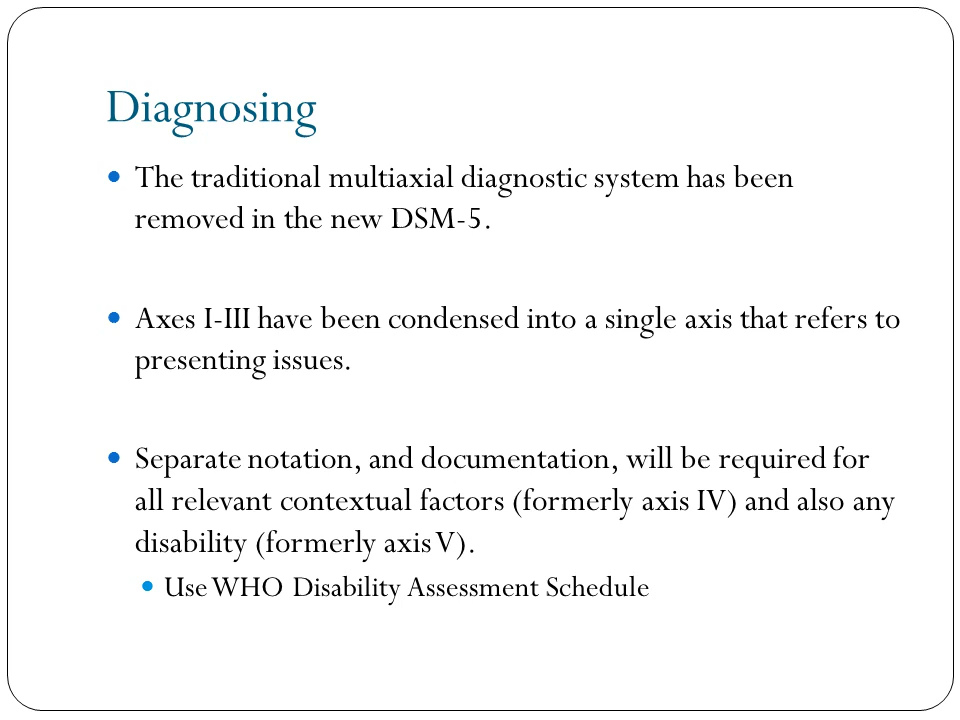 Diagnosing
The traditional multiaxial diagnostic system has been
removed in the new DSM-5.
Axes I-III have been condensed into a single axis that refers to
presenting issues.
Separate notation, and documentation, will be required for
all relevant contextual factors (formerly axis IV) and also any
disability (formerly axis V).
Use WHO Disability Assessment Schedule